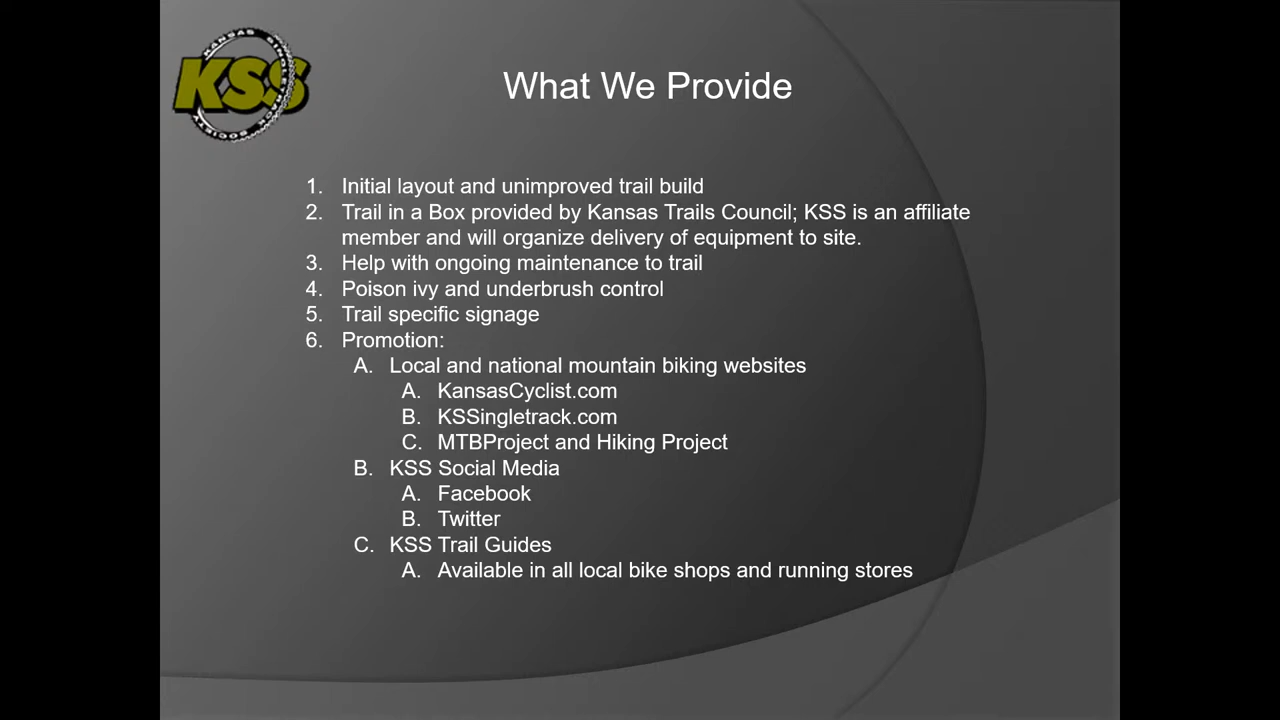 KANSAS SINGLETRACK SOCIETY
KSS
What We Provide
1. Initial layout and unimproved trail build
2. Trail in a Box provided by Kansas Trails Council; KSS is an affiliate
member and will organize delivery of equipment to site.
3. Help with ongoing maintenance to trail
4. Poison ivy and underbrush control
5. Trail specific signage
6. Promotion:
A. Local and national mountain biking websites
A. KansasCyclist.com
B. KSSingletrack.com
C. MTBProject and Hiking Project
B. KSS Social Media
A. Facebook
B. Twitter
C. KSS Trail Guides
A. Available in all local bike shops and running stores